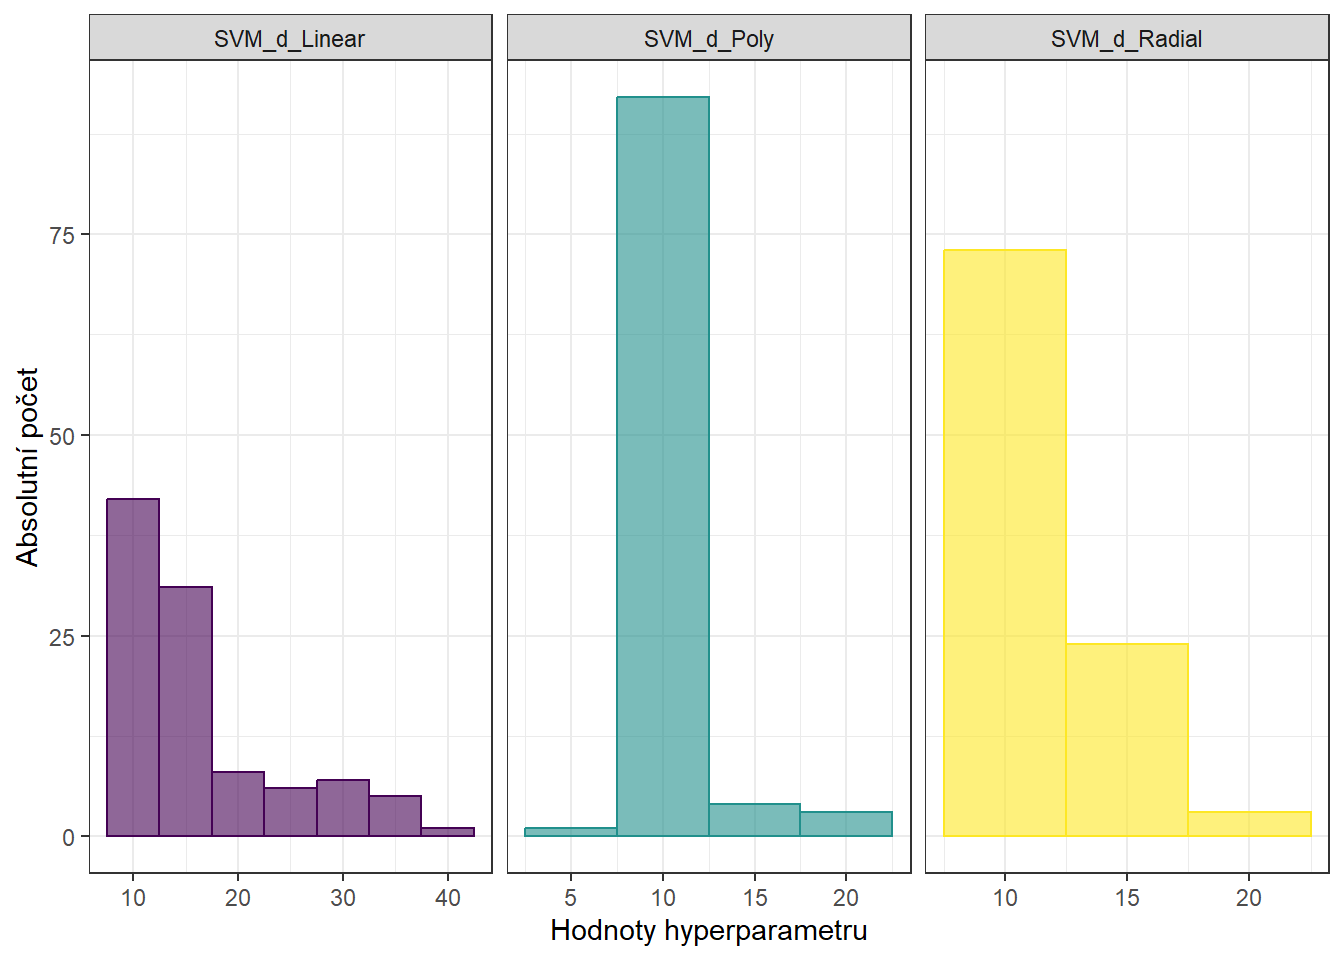 SVM_d_Linear
SVM_d_Poly
SVM_d_Radial
Absolutní počet
75
50
25
0
10 20 30 40
5 10 15 20
10 15 20
Hodnoty hyperparametru